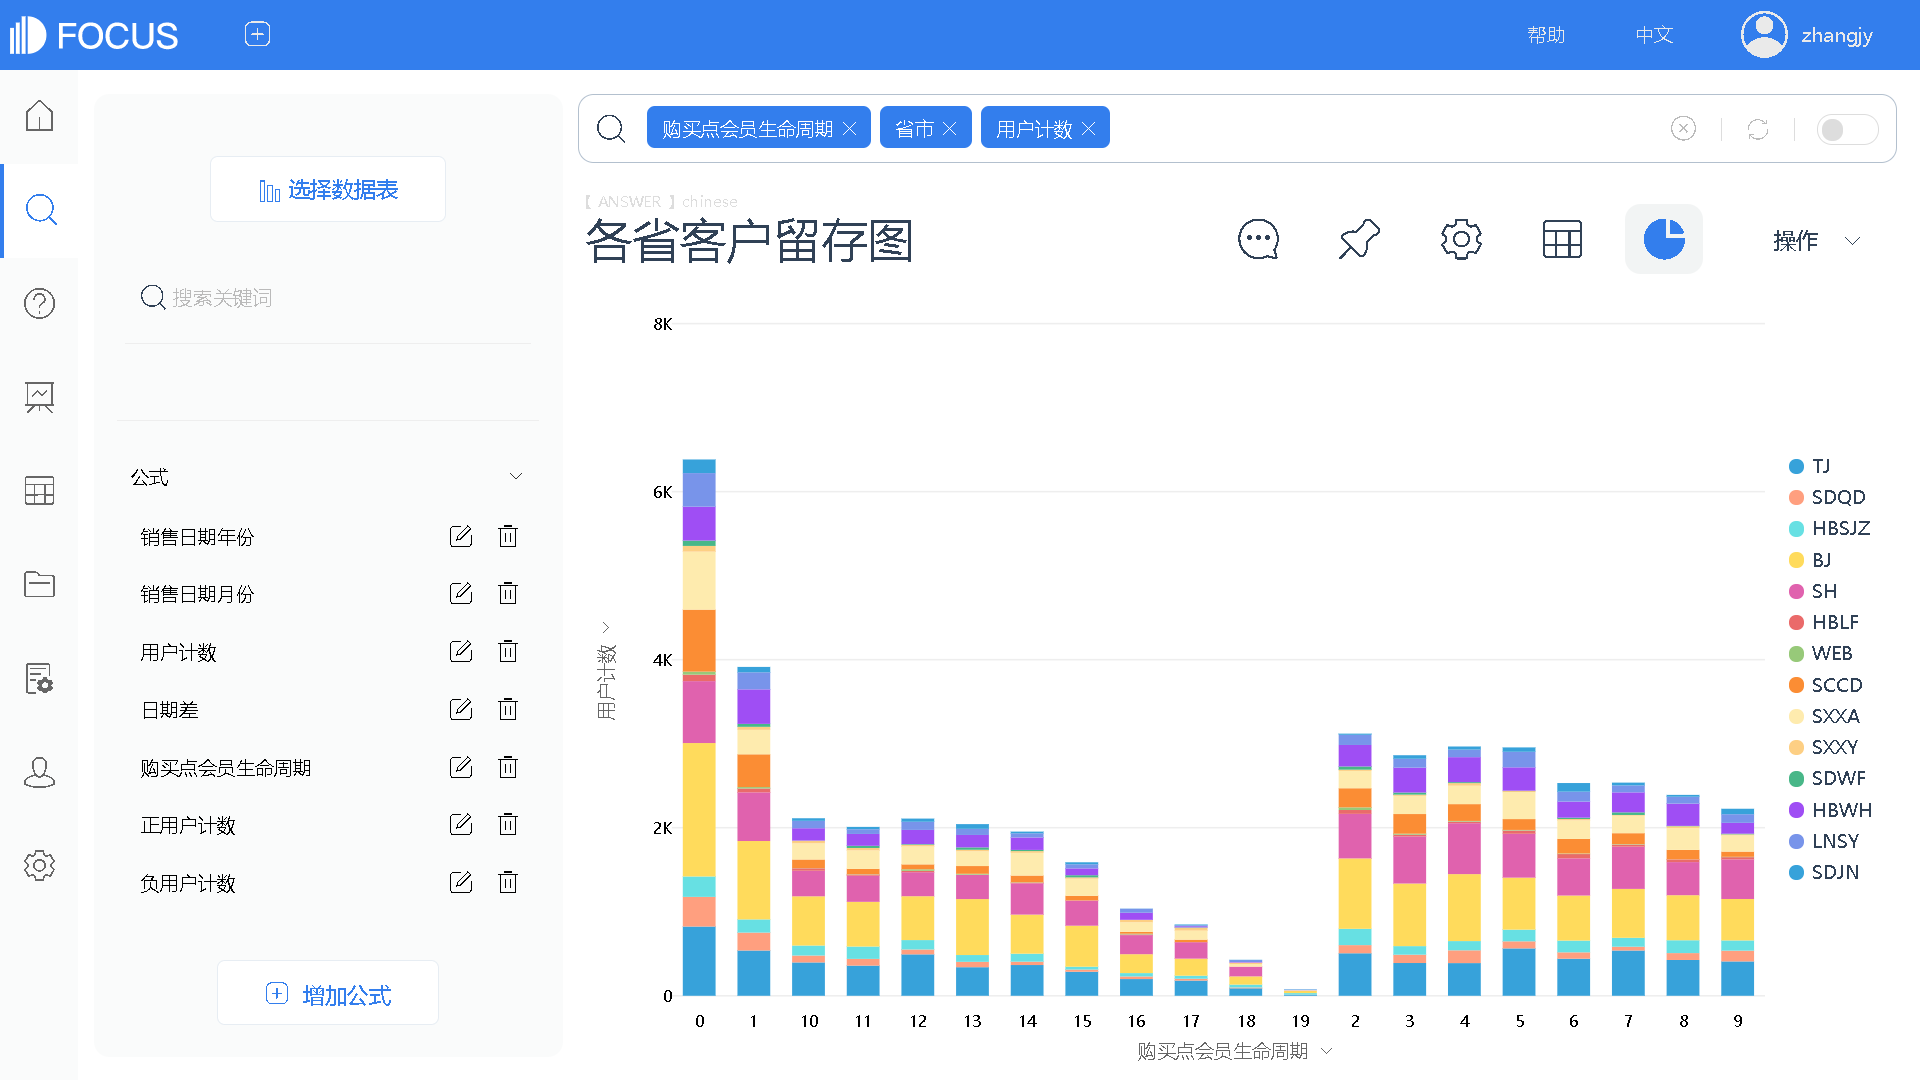 FOCUS
帮助
中文
zhangjy
选择数据表
搜索关键词
公式
销售日期年份
销售日期月份
用户计数
日期差
购买点会员生命周期
正用户计数
负用户计数
增加公式
购买点会员生命周期
省市
用户计数
【 ANSWER 】chinese
各省客户留存图
操作
8K
6K
4K
2K
0
用户计数
0 1 10 11 12 13 14 15 16 17 18 19 2 3 4 5 6 7 8 9
购买点会员生命周期
TJ
SDQD
HBSJZ
BJ
SH
HBLF
WEB
SCCD
SXXA
SXXY
SDWF
HBWH
LNSY
SDJN